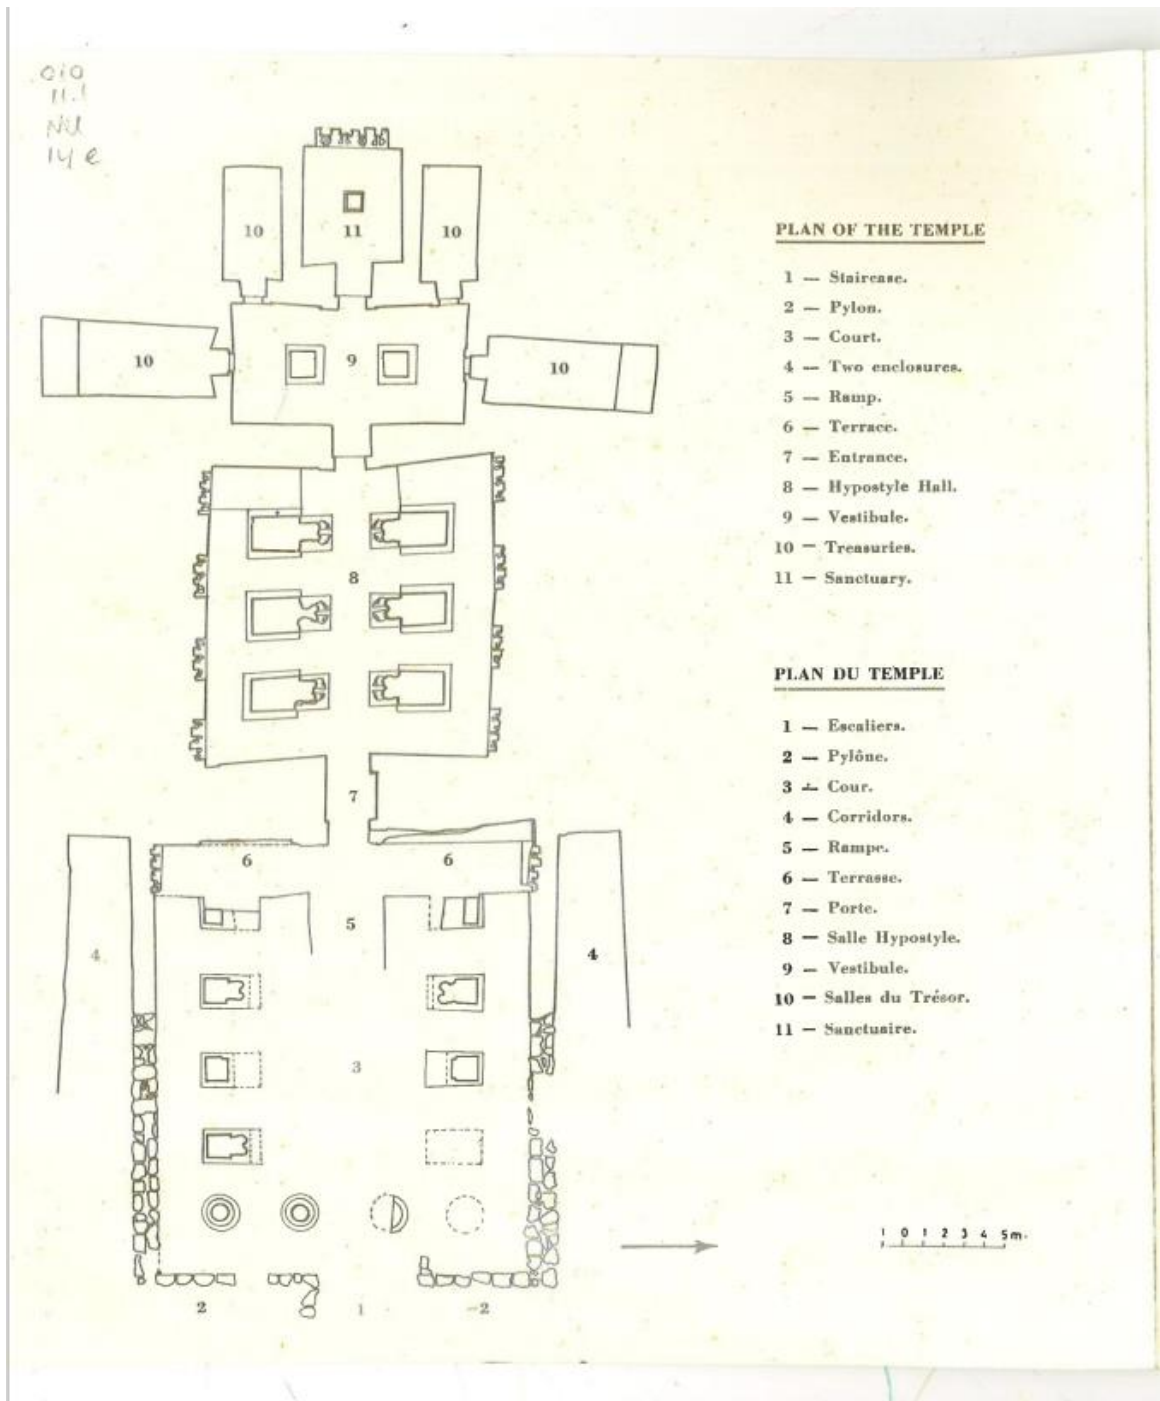 14 e
11
10
10
10
9
10
8
7
6
6
5
4
4
3
2
1
2
PLAN OF THE TEMPLE
1 — Staircase.
2 — Pylon.
3 — Court.
4 — Two enclosures.
5 — Ramp.
6 — Terrace.
7 — Entrance.
8 — Hypostyle Hall.
9 — Vestibule.
10 — Treasuries.
11 — Sanctuary.
PLAN DU TEMPLE
1 — Escaliers.
2 — Pylône.
3 — Cour.
4 — Corridors.
5 — Rampe.
6 — Terrasse.
7 — Porte.
8 — Salle Hypostyle.
9 — Vestibule.
10 — Salles du Trésor.
11 — Sanctuaire.
1 0 1 2 3 4 5 m.